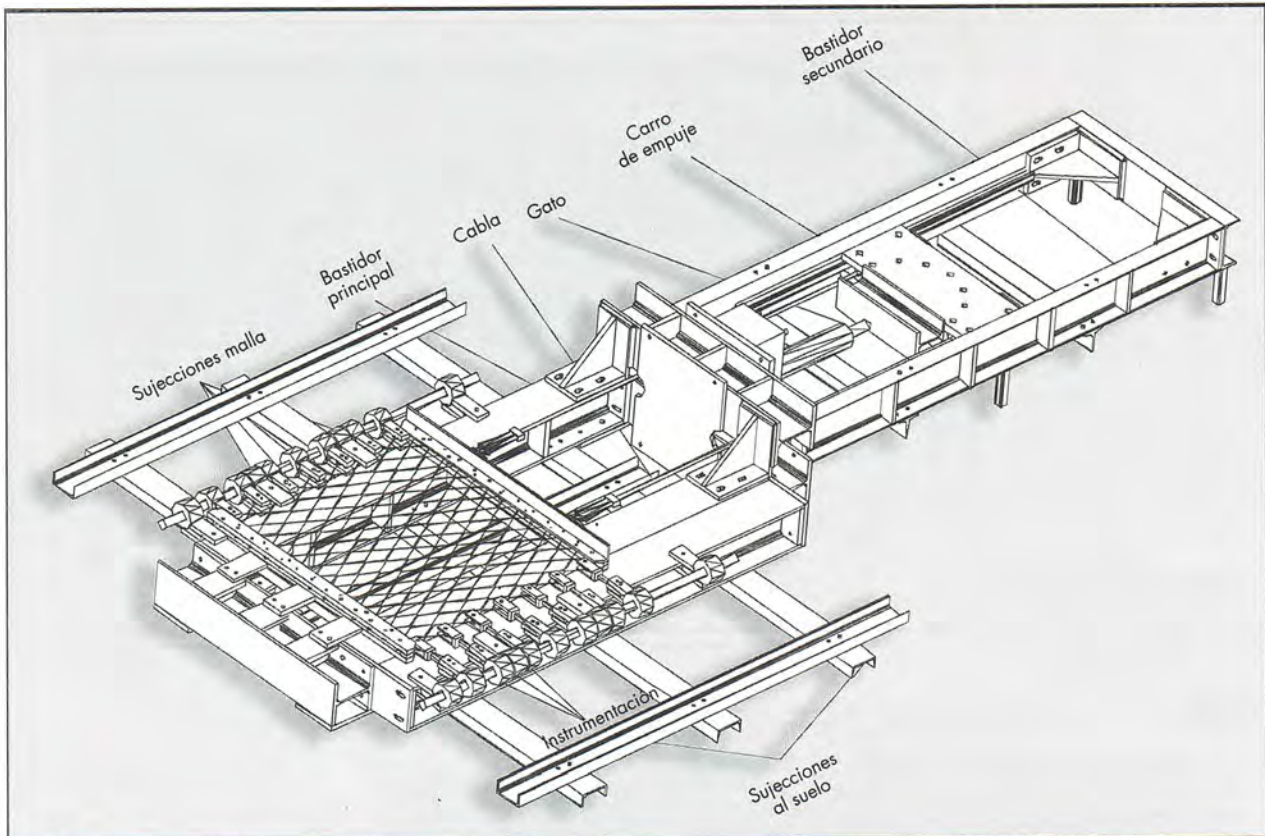 Bastidor
secundario
Carro
de empuje
Gato
Cabla
Bastidor
principal
Sujecciones malla
Instrumentación
Sujecciones
al suelo